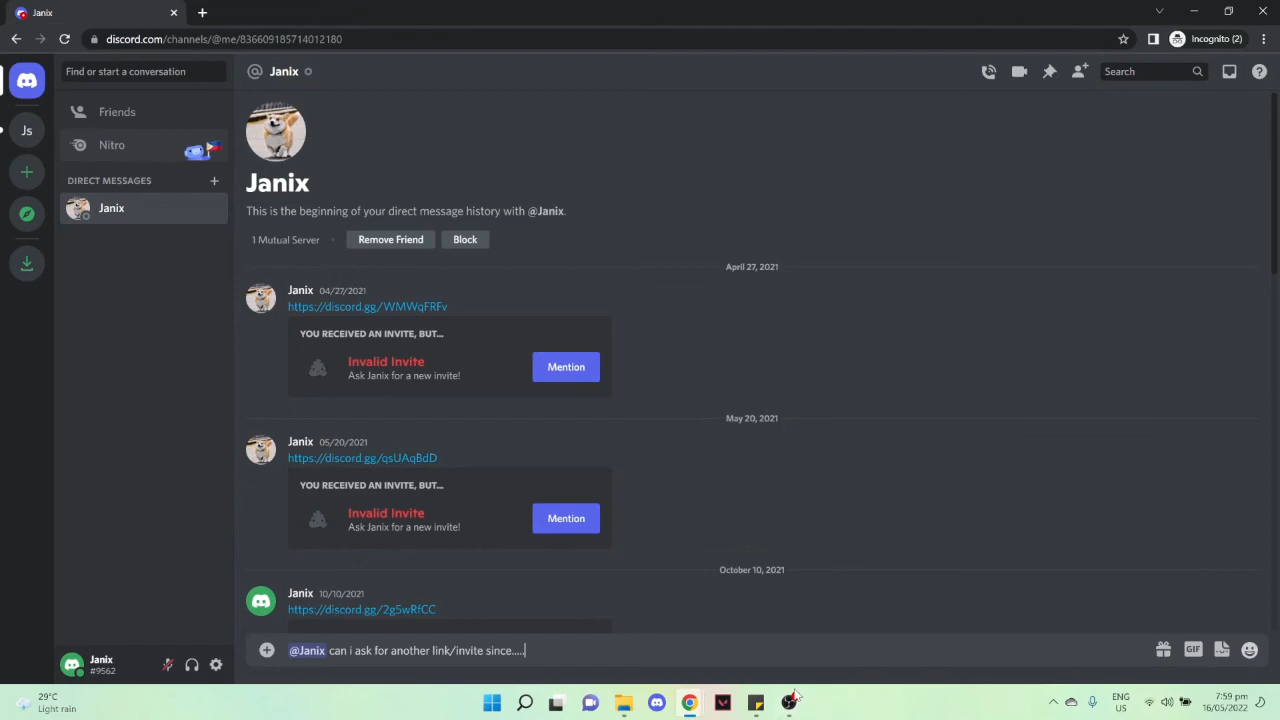 Janix
discord.com/channels/@me/836609185714012180
Incognito (2)
Find or start a conversation
Janix
Search
Friends
Js
Nitro
DIRECT MESSAGES
Janix
Janix
This is the beginning of your direct message history with @Janix.
1 Mutual Server
Remove Friend
Block
April 27, 2021
Janix 04/27/2021
https://discord.gg/WMWqFRFv
YOU RECEIVED AN INVITE, BUT...
Invalid Invite
Ask Janix for a new invite!
Mention
May 20, 2021
Janix 05/20/2021
https://discord.gg/qsUAqBdD
YOU RECEIVED AN INVITE, BUT...
Invalid Invite
Ask Janix for a new invite!
Mention
October 10, 2021
Janix 10/10/2021
https://discord.gg/2g5wRfCC
@Janix can i ask for another link/invite since.....
GIF
Janix
#9562
29°C
Light rain
ENG
US
7:59 pm
16/05/2022